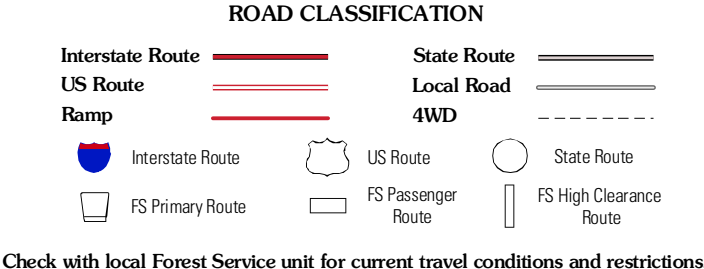 ROAD CLASSIFICATION
Interstate Route
State Route
US Route
Local Road
Ramp
4WD
Interstate Route
US Route
State Route
FS Primary Route
FS Passenger
Route
FS High Clearance
Route
Check with local Forest Service unit for current travel conditions and restrictions